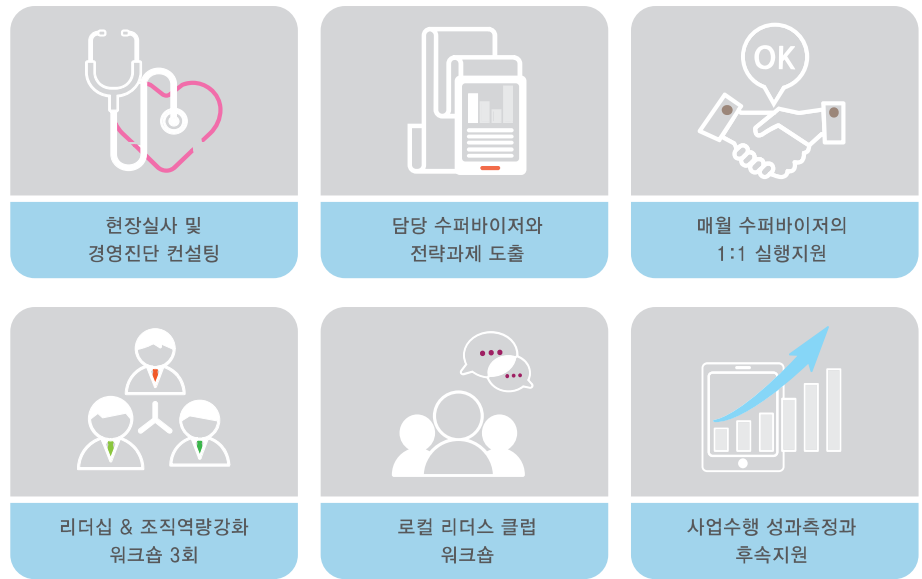 OK
현장실사 및
경영진단 컨설팅
담당 수퍼바이저와
전략과제 도출
매월 수퍼바이저의
1:1 실행지원
리더십 & 조직역량강화
워크숍 3회
로컬 리더스 클럽
워크숍
사업수행 성과측정과
후속지원